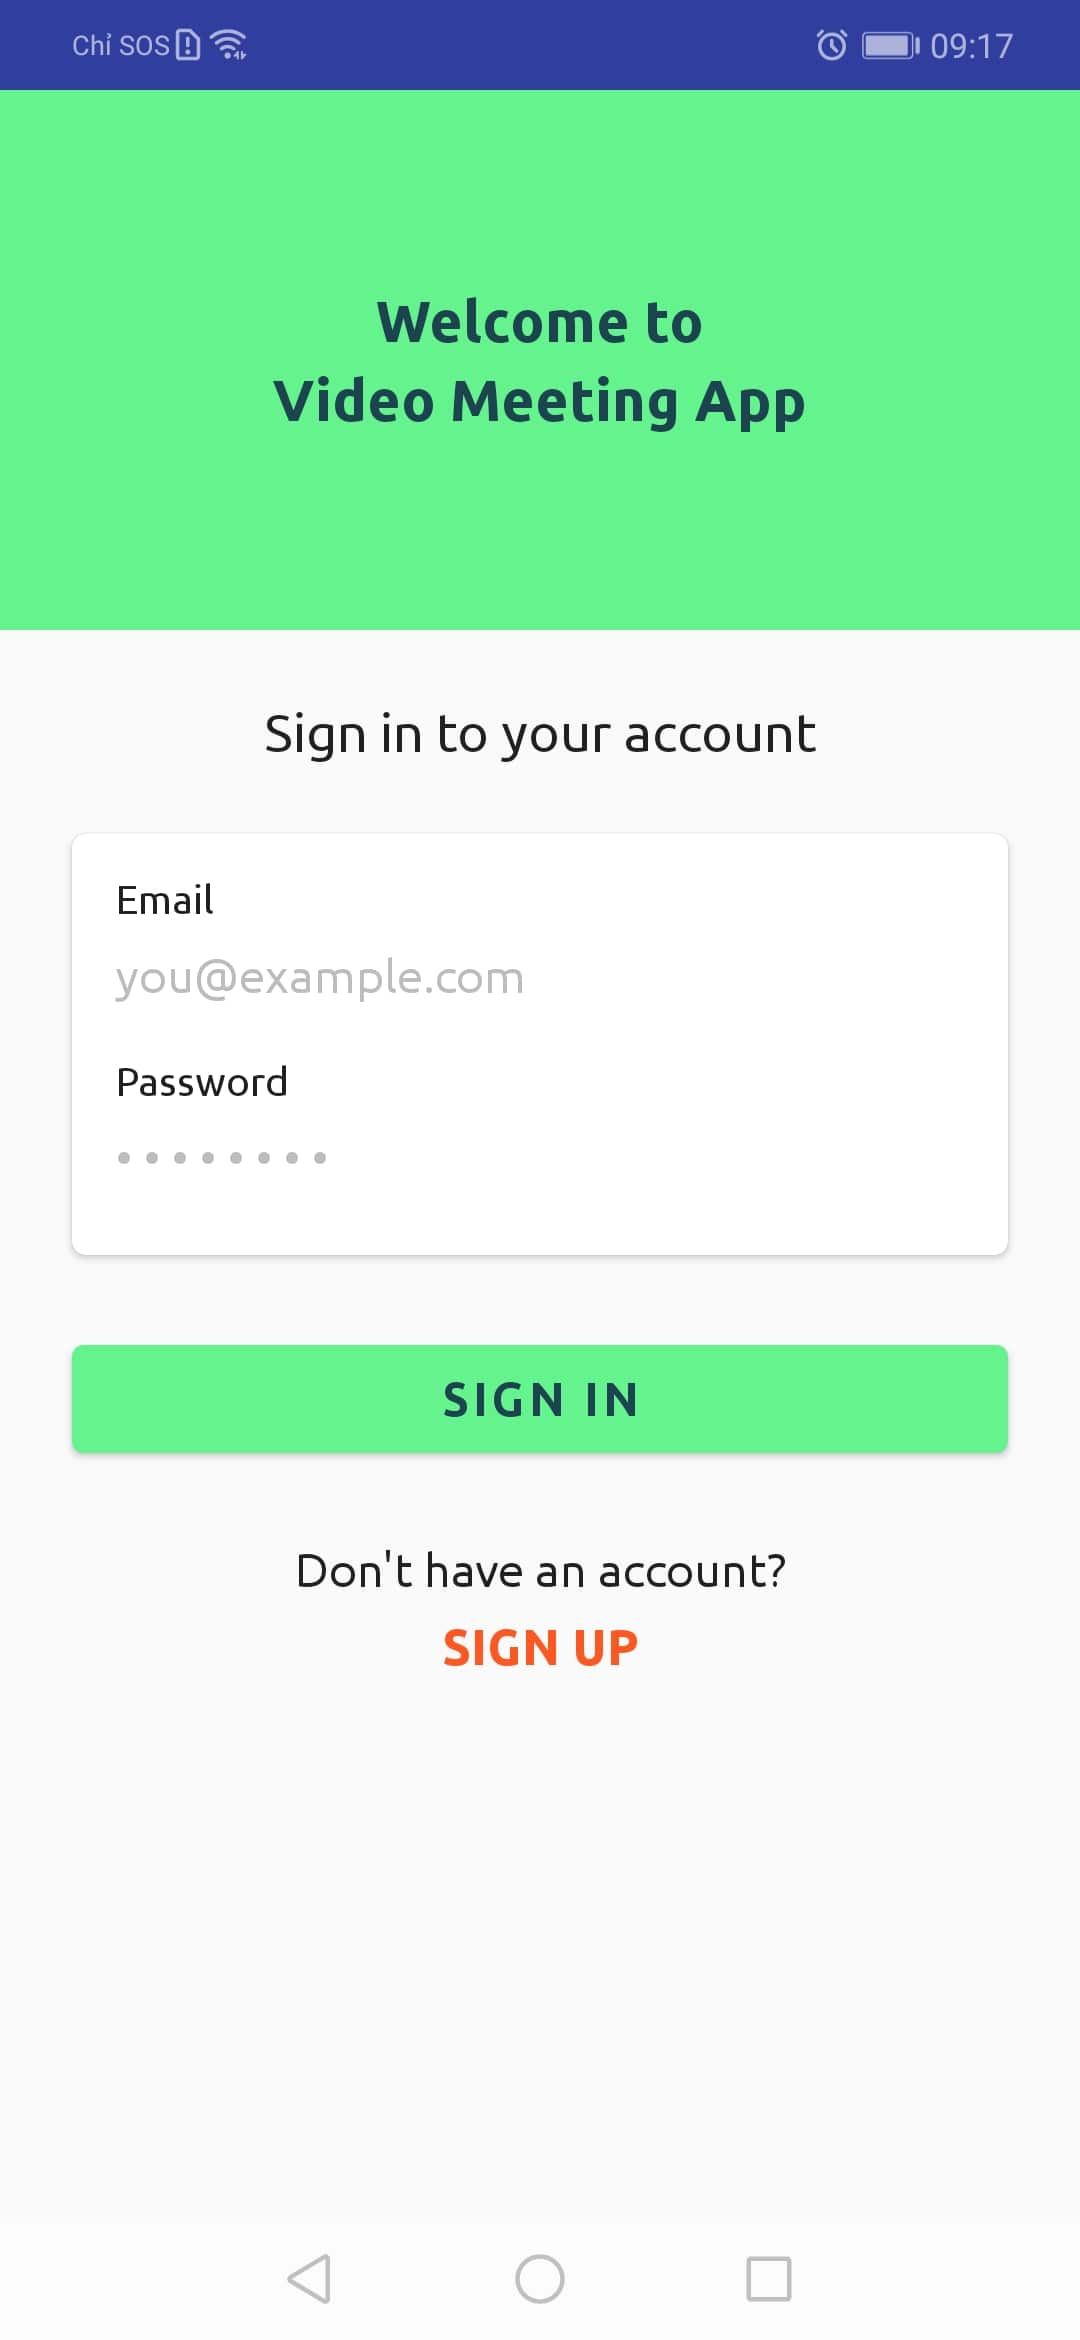 Chỉ SOS 09:17
Welcome to
Video Meeting App
Sign in to your account
Email
you@example.com
Password
SIGN IN
Don't have an account?
SIGN UP